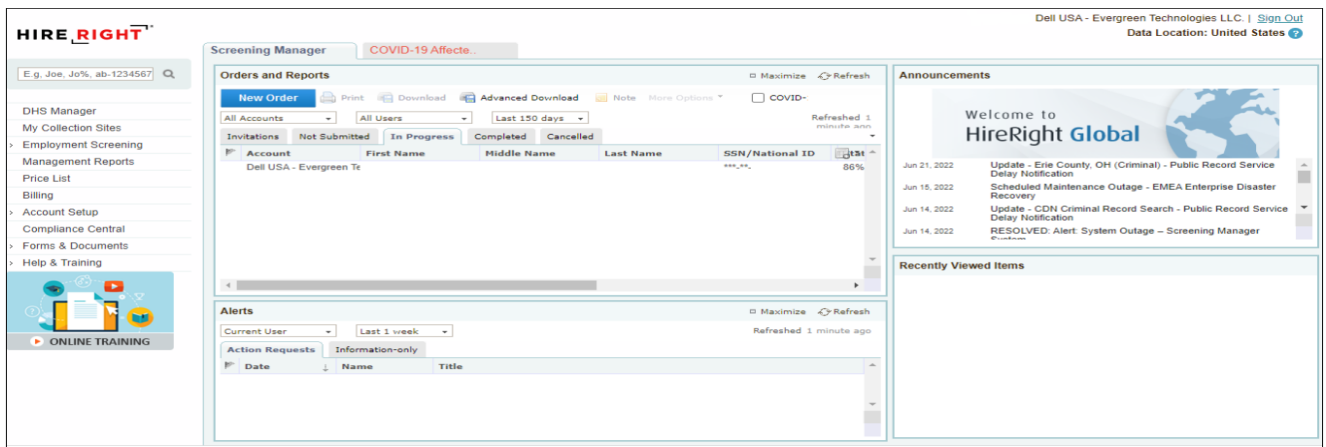 Dell USA - Evergreen Technologies LLC. | Sign Out
Data Location: United States ?
HIRERIGHT
E.g, Joe, Jo%, ab-1234567
DHS Manager
My Collection Sites
Employment Screening
Management Reports
Price List
Billing
Account Setup
Compliance Central
Forms & Documents
Help & Training
ONLINE TRAINING
Screening Manager COVID-19 Affecte..
Orders and Reports Maximize Refresh
New Order Print Download Advanced Download Note More Options COVID-
All Accounts All Users Last 150 days Refreshed 1
minute ago
Invitations Not Submitted In Progress Completed Cancelled
Account First Name Middle Name Last Name SSN/National ID
Dell USA - Evergreen Te ***-**- 86%
Alerts Maximize Refresh
Current User Last 1 week Refreshed 1 minute ago
Action Requests Information-only
Date Name Title
Announcements
Welcome to
HireRight Global
Jun 21, 2022 Update - Erie County, OH (Criminal) - Public Record Service
Delay Notification
Jun 15, 2022 Scheduled Maintenance Outage - EMEA Enterprise Disaster
Recovery
Jun 14, 2022 Update - CDN Criminal Record Search - Public Record Service
Delay Notification
Jun 14, 2022 RESOLVED: Alert: System Outage – Screening Manager
System
Recently Viewed Items